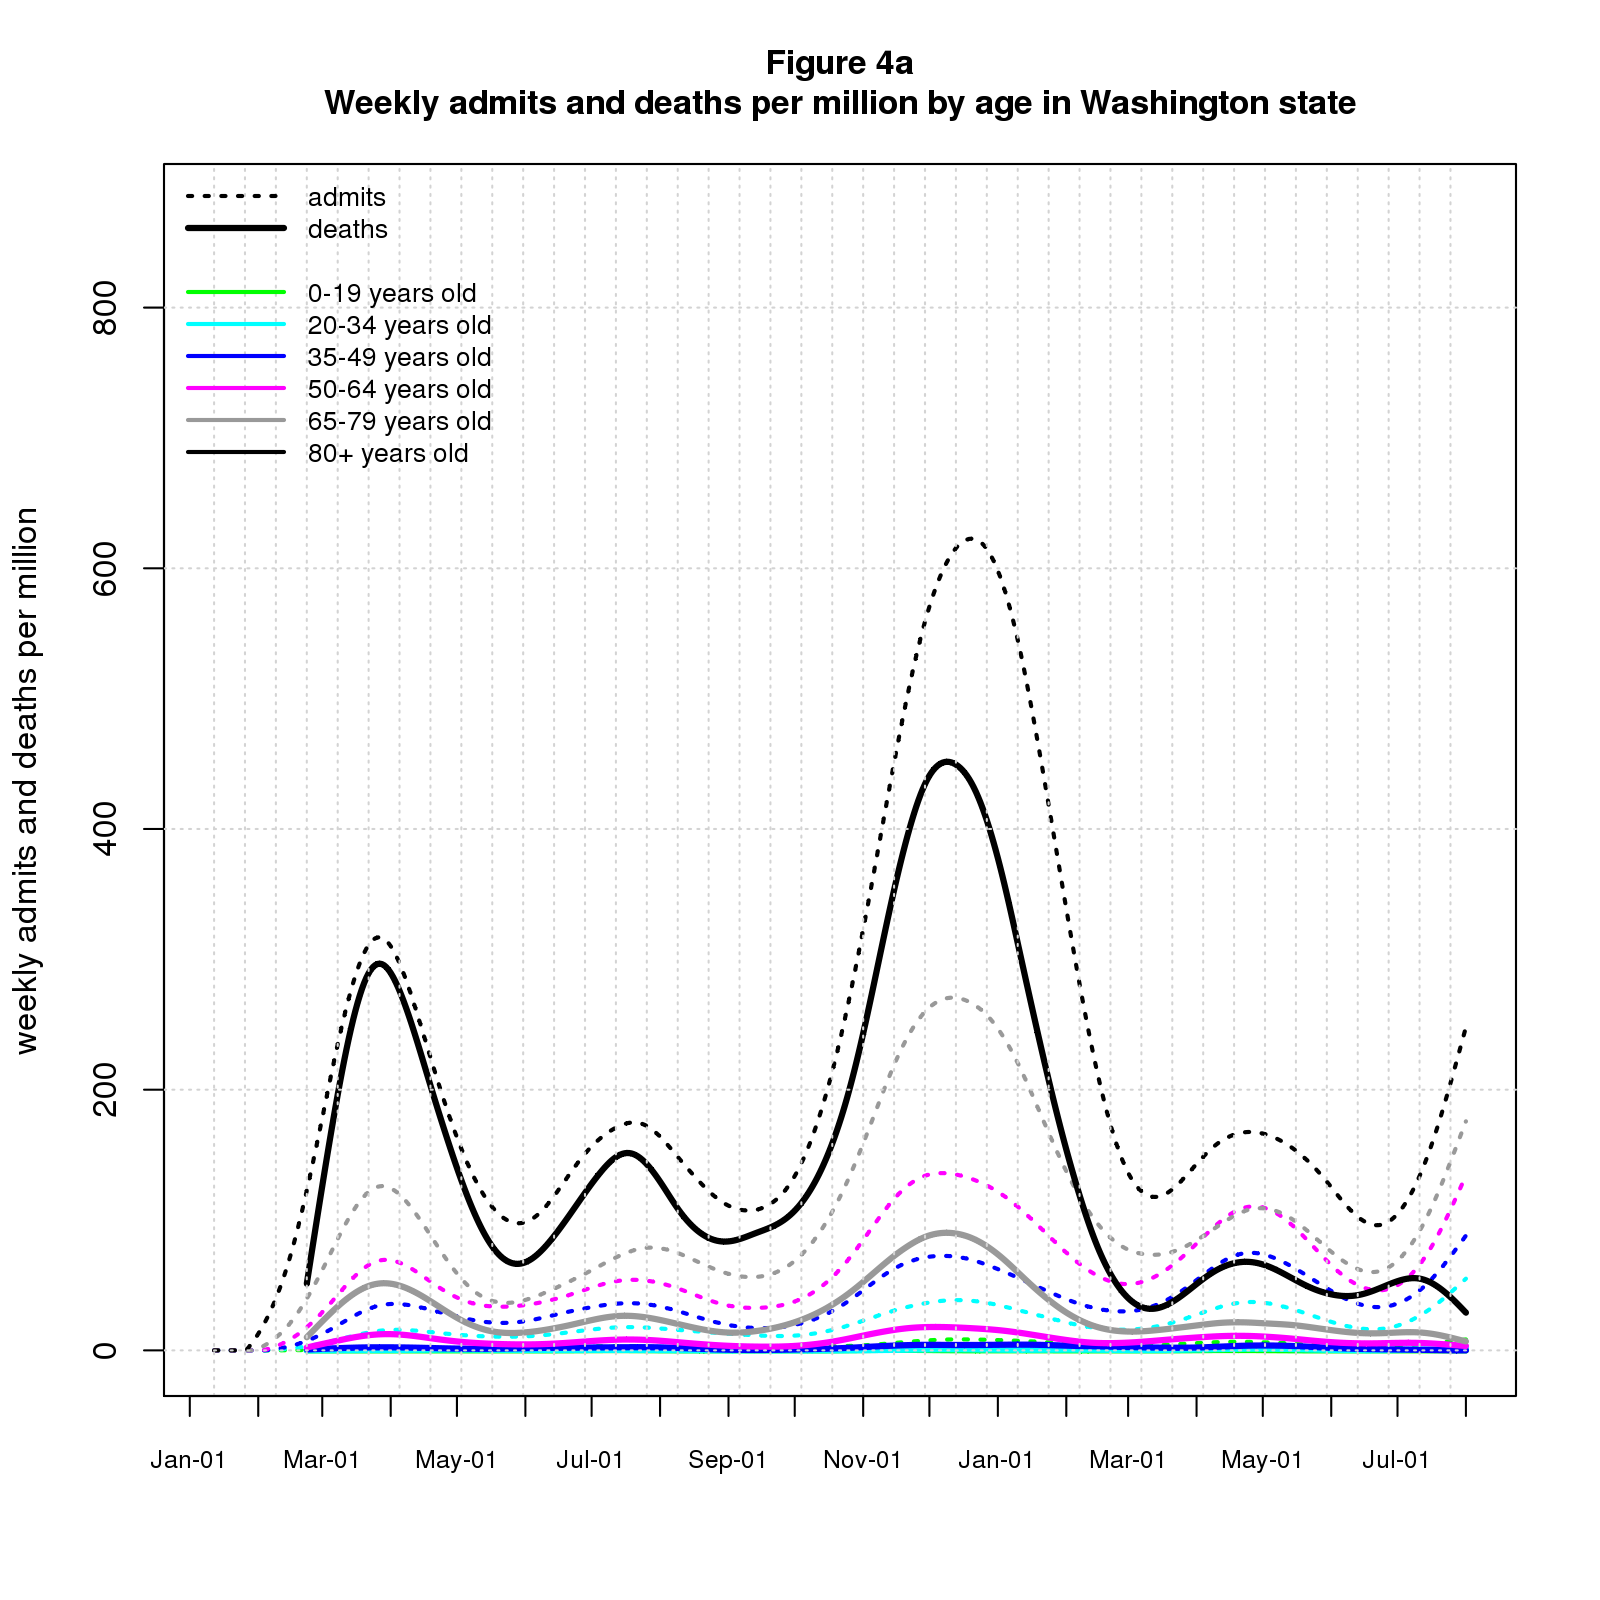 Figure 4a
Weekly admits and deaths per million by age in Washington state
admits
deaths
0-19 years old
20-34 years old
35-49 years old
50-64 years old
65-79 years old
80+ years old
weekly admits and deaths per million
800
600
400
200
0
Jan-01 Mar-01 May-01 Jul-01 Sep-01 Nov-01 Jan-01 Mar-01 May-01 Jul-01